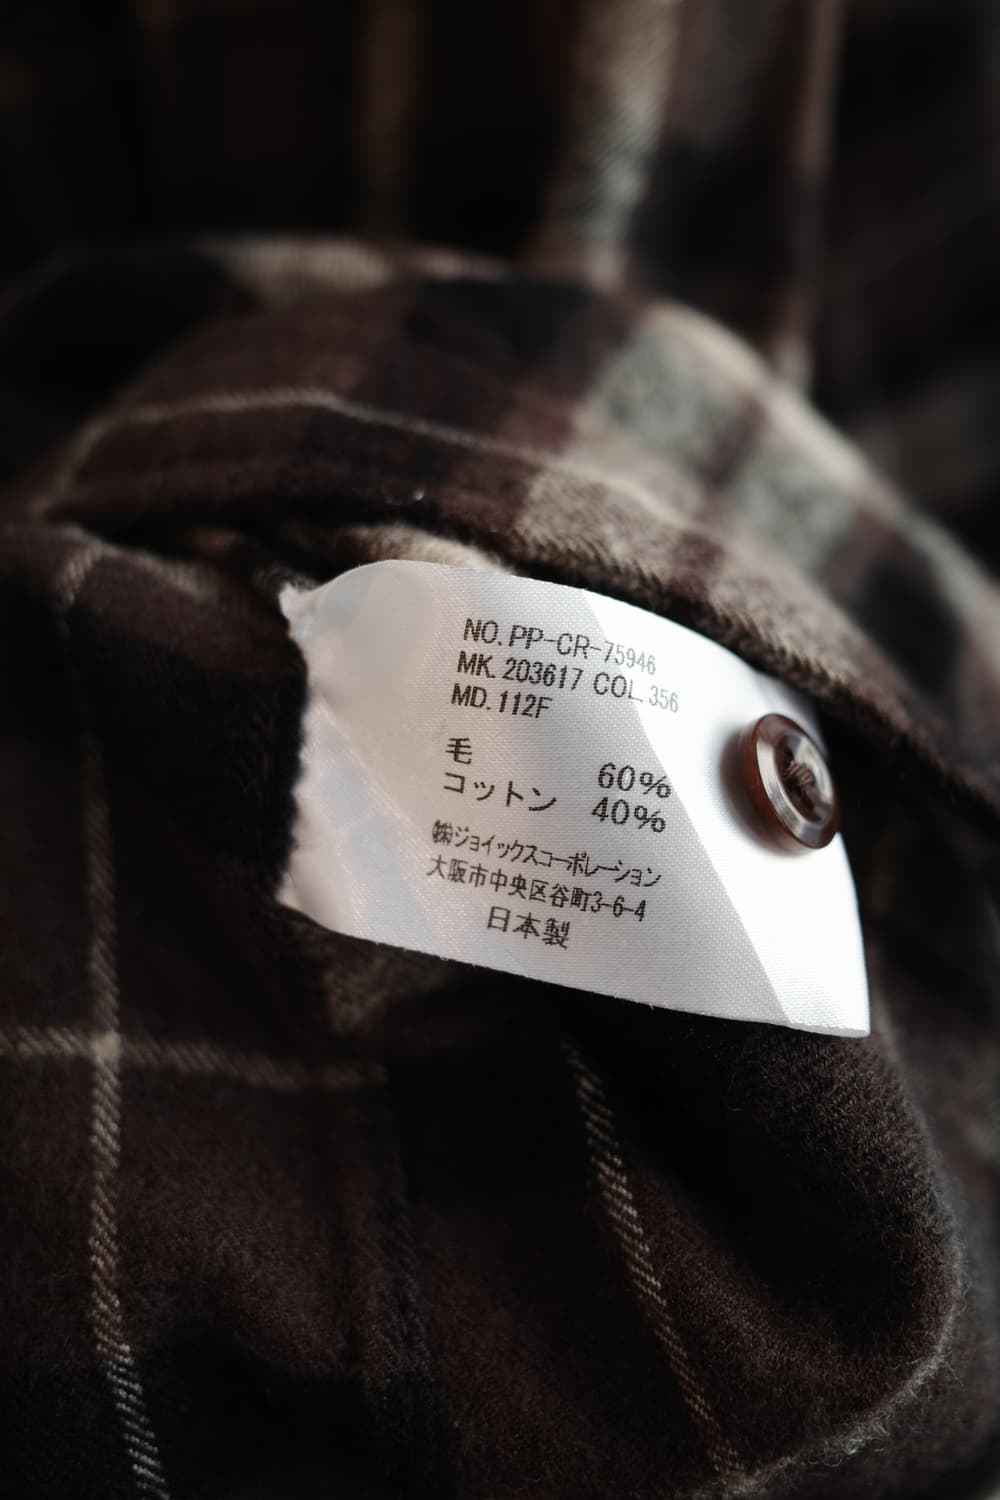 NO. PP-CR-75946
MK. 203617 COL 356
MD. 112F
毛 60%
コットン 40%
㈱ジョイックスコーポレーション
大阪市中央区谷町3-6-4
日本製